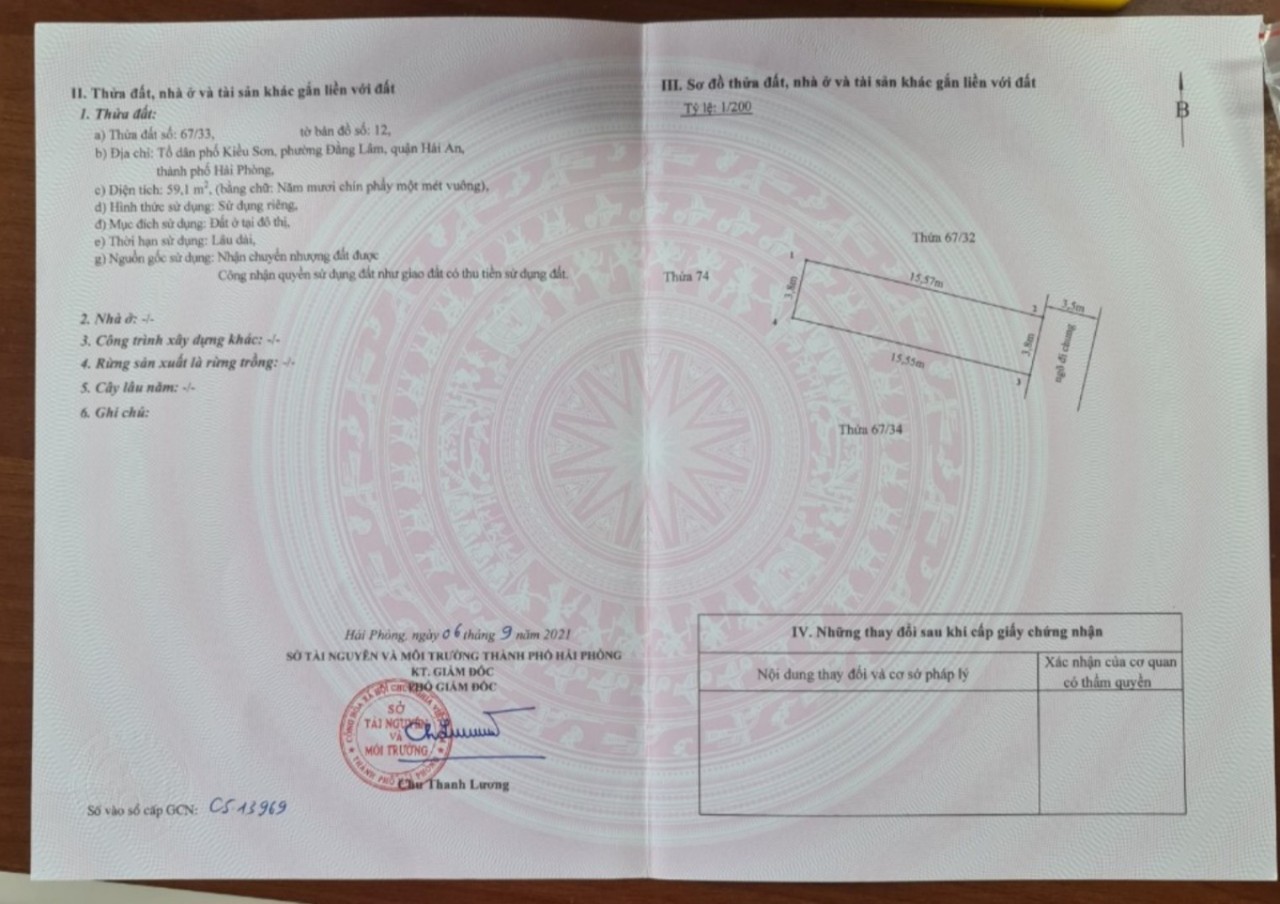 II. Thửa đất, nhà ở và tài sản khác gắn liền với đất
1. Thửa đất:
a) Thửa đất số: 67/33, tờ bản đồ số: 12,
b) Địa chỉ: Tổ dân phố Kiều Sơn, phường Đằng Lâm, quận Hải An,
thành phố Hải Phòng,
c) Diện tích: 59,1 m², (bằng chữ: Năm mươi chín phẩy một mét vuông),
d) Hình thức sử dụng: Sử dụng riêng,
đ) Mục đích sử dụng: Đất ở tại đô thị,
e) Thời hạn sử dụng: Lâu dài,
g) Nguồn gốc sử dụng: Nhận chuyển nhượng đất được
Công nhận quyền sử dụng đất như giao đất có thu tiền sử dụng đất.
2. Nhà ở: -/-
3. Công trình xây dựng khác: -/-
4. Rừng sản xuất là rừng trồng: -/-
5. Cây lâu năm: -/-
6. Ghi chú:
Hải Phòng, ngày 06 tháng 9 năm 2021
SỞ TÀI NGUYÊN VÀ MÔI TRƯỜNG THÀNH PHỐ HẢI PHÒNG
KT. GIÁM ĐỐC
PHÓ GIÁM ĐỐC
SỞ
TÀI NGUYÊN
VÀ
MÔI TRƯỜNG
Chu Thanh Lương
Số vào sổ cấp GCN: CS 13969
III. Sơ đồ thửa đất, nhà ở và tài sản khác gắn liền với đất
Tỷ lệ: 1/200
B
Thửa 67/32
Thửa 74
1
15,57m
2
3,5m
3,8m
4
3,8m
ngõ đi chung
15,55m
3
Thửa 67/34
IV. Những thay đổi sau khi cấp giấy chứng nhận
Nội dung thay đổi và cơ sở pháp lý
Xác nhận của cơ quan
có thẩm quyền